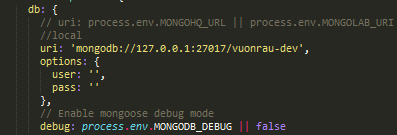 db: {
// uri: process.env.MONGOHQ_URL || process.env.MONGOLAB_URI
//local
uri: 'mongodb://127.0.0.1:27017/vuonrau-dev',
options: {
user: '',
pass: ''
},
// Enable mongoose debug mode
debug: process.env.MONGODB_DEBUG || false